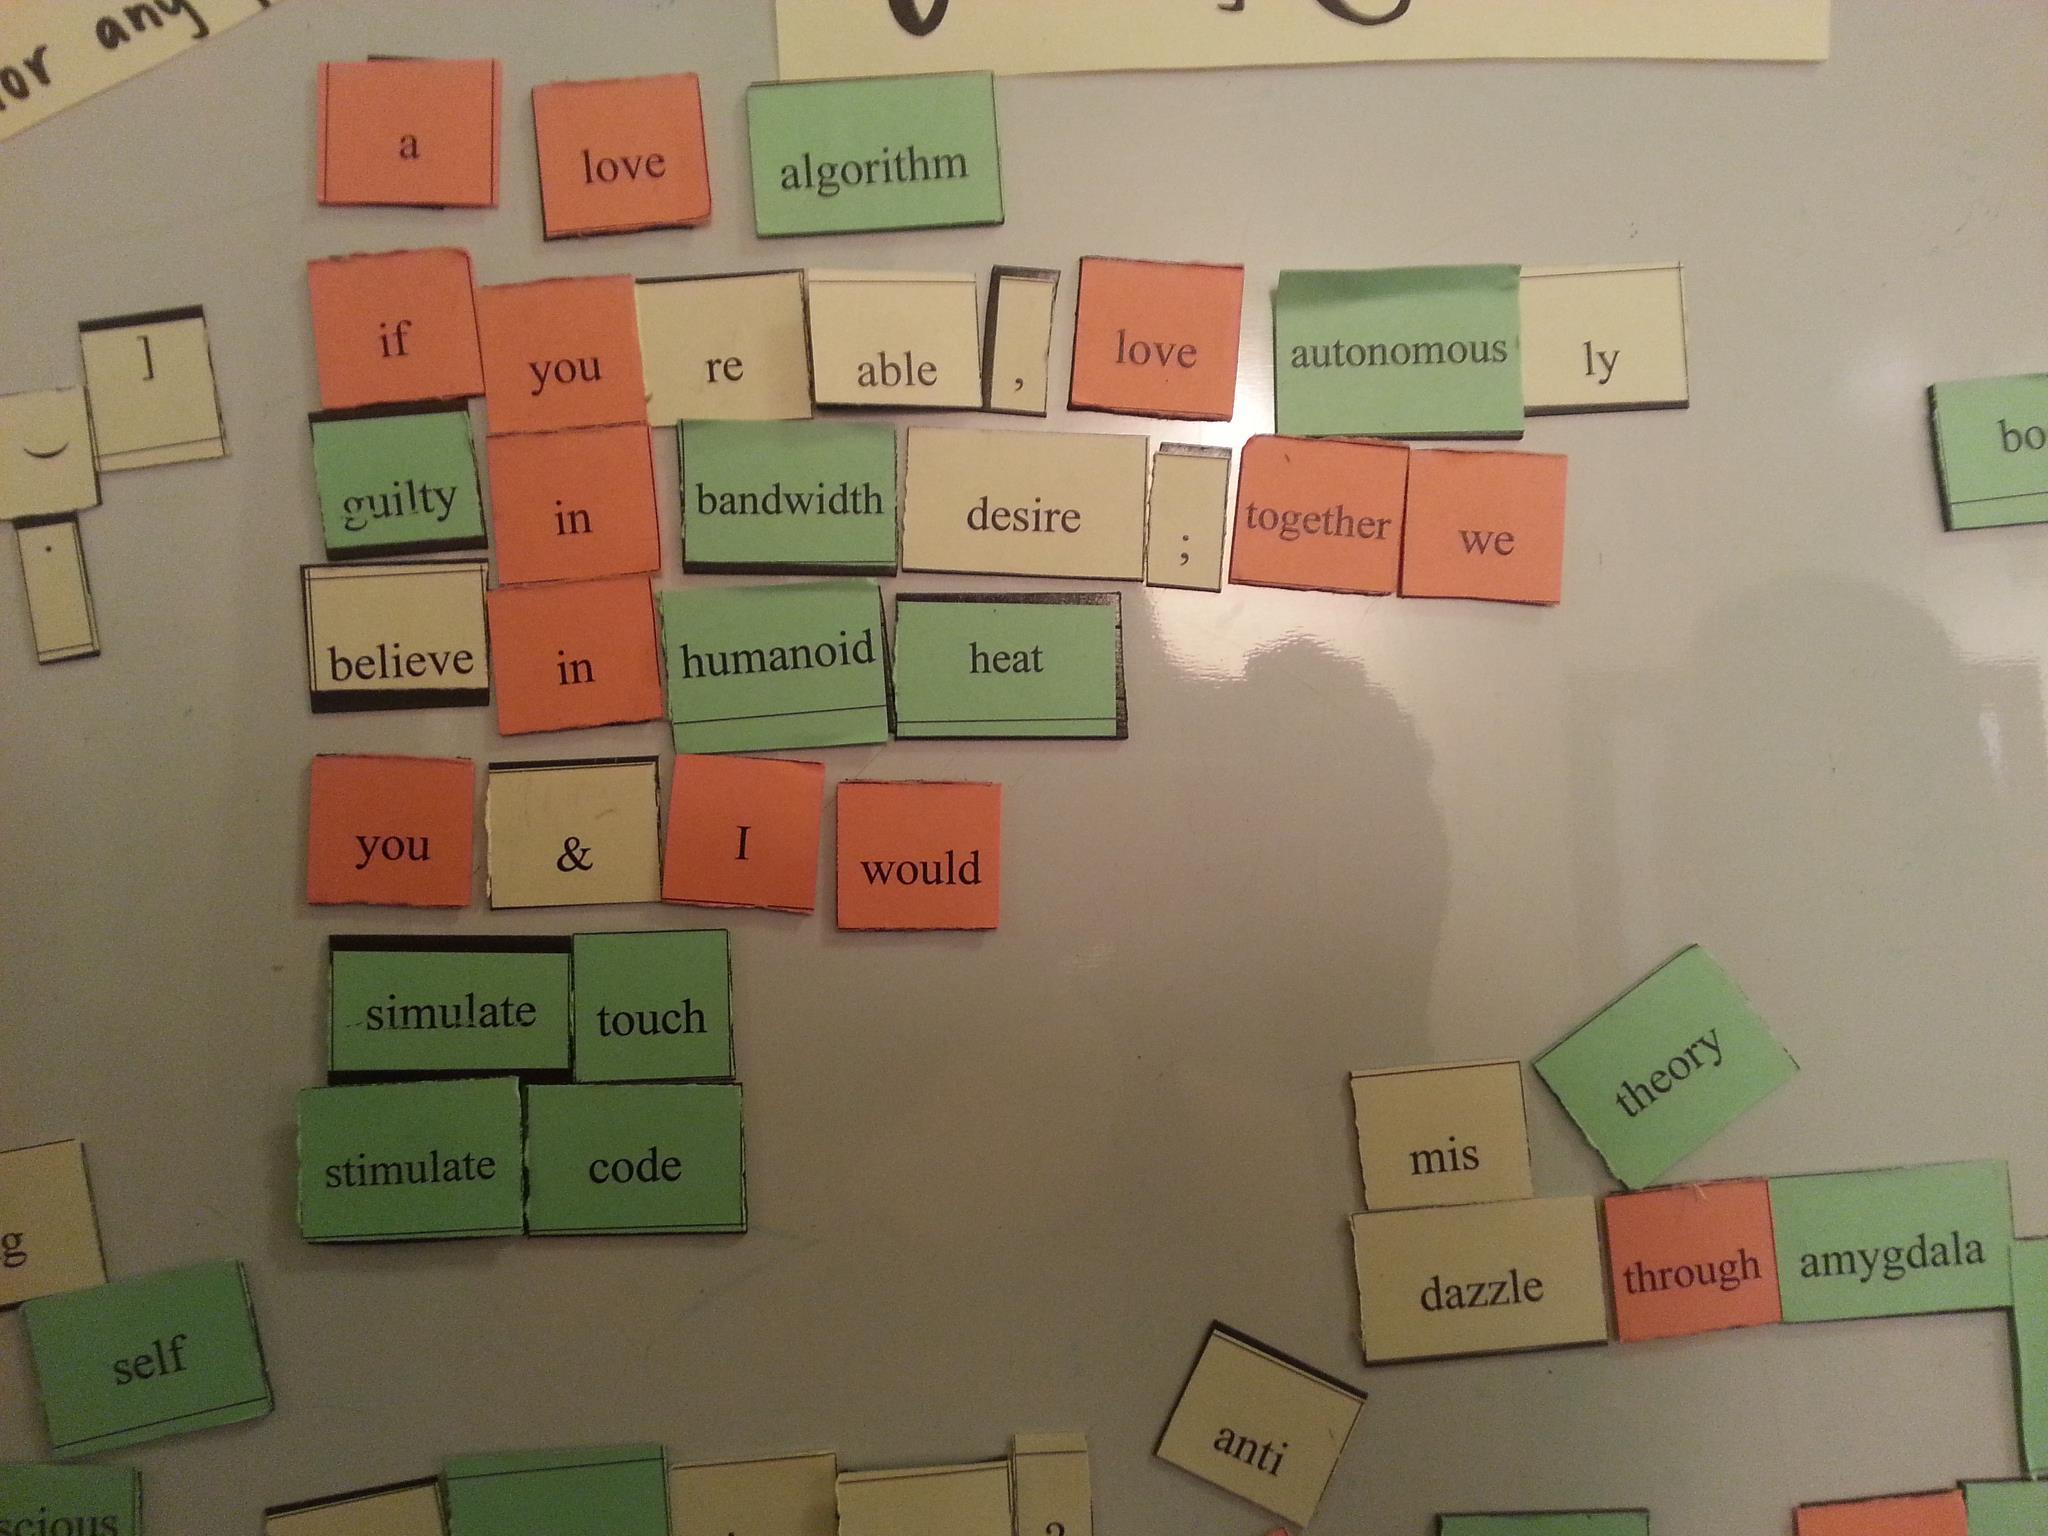 or any
a love algorithm
if you re able , love autonomous ly
guilty in bandwidth desire ; together we
believe in humanoid heat
you & I would
simulate touch
stimulate code
]
.
bo
theory
mis
dazzle through amygdala
g
self
anti
scious
?